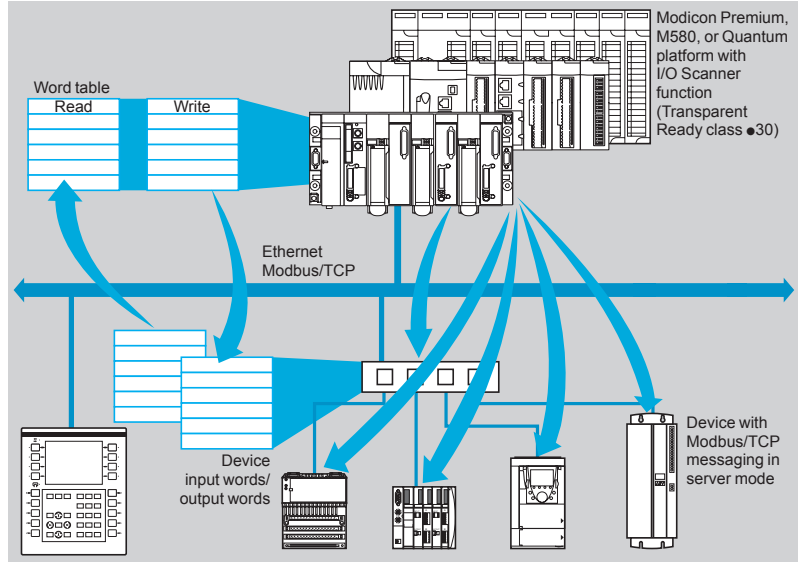 Modicon Premium,
M580, or Quantum
platform with
I/O Scanner
function
(Transparent
Ready class ●30)
Word table
Read Write
Ethernet
Modbus/TCP
Device
input words/
output words
Device with
Modbus/TCP
messaging in
server mode